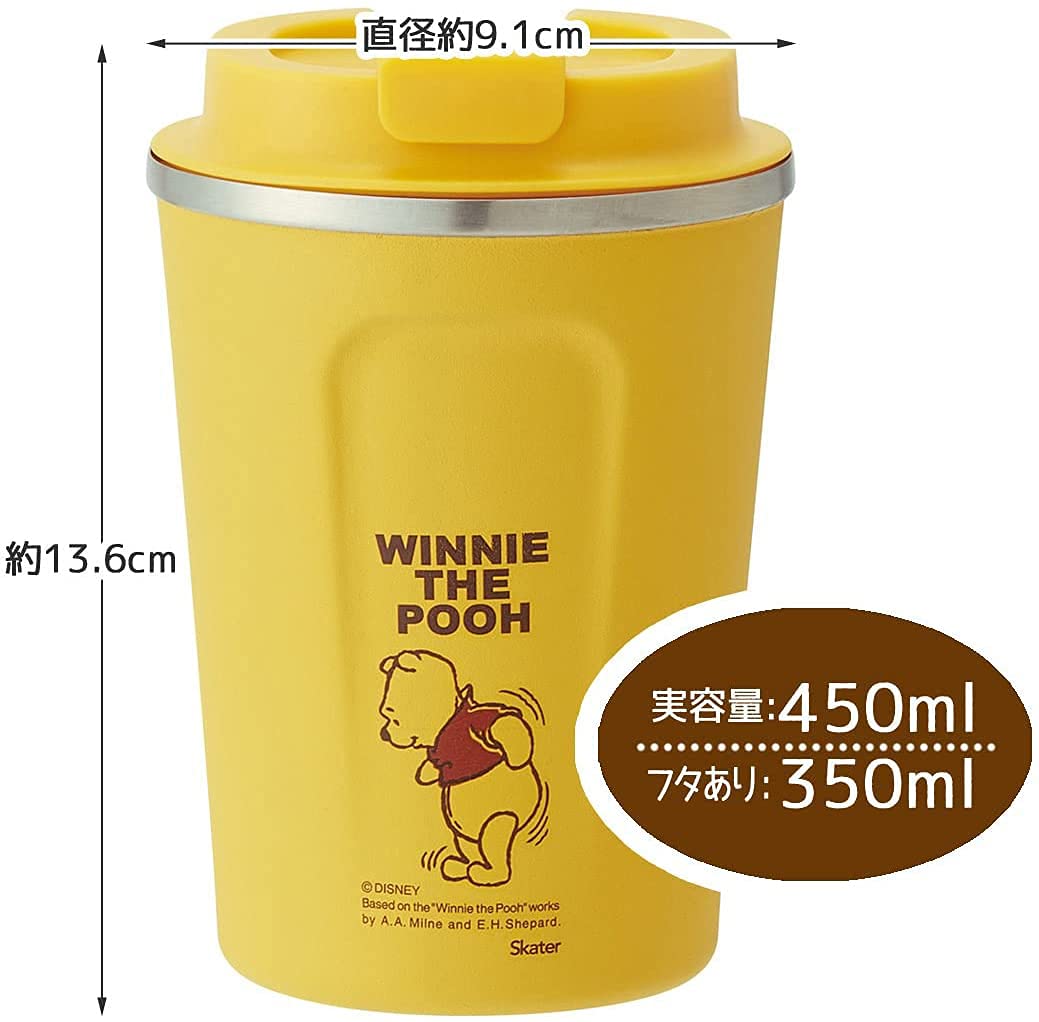 直径約9.1cm
約13.6cm
WINNIE
THE
POOH
実容量:450ml
フタあり:350ml
©DISNEY
Based on the "Winnie the Pooh" works
by A.A. Milne and E.H. Shepard.
Skater